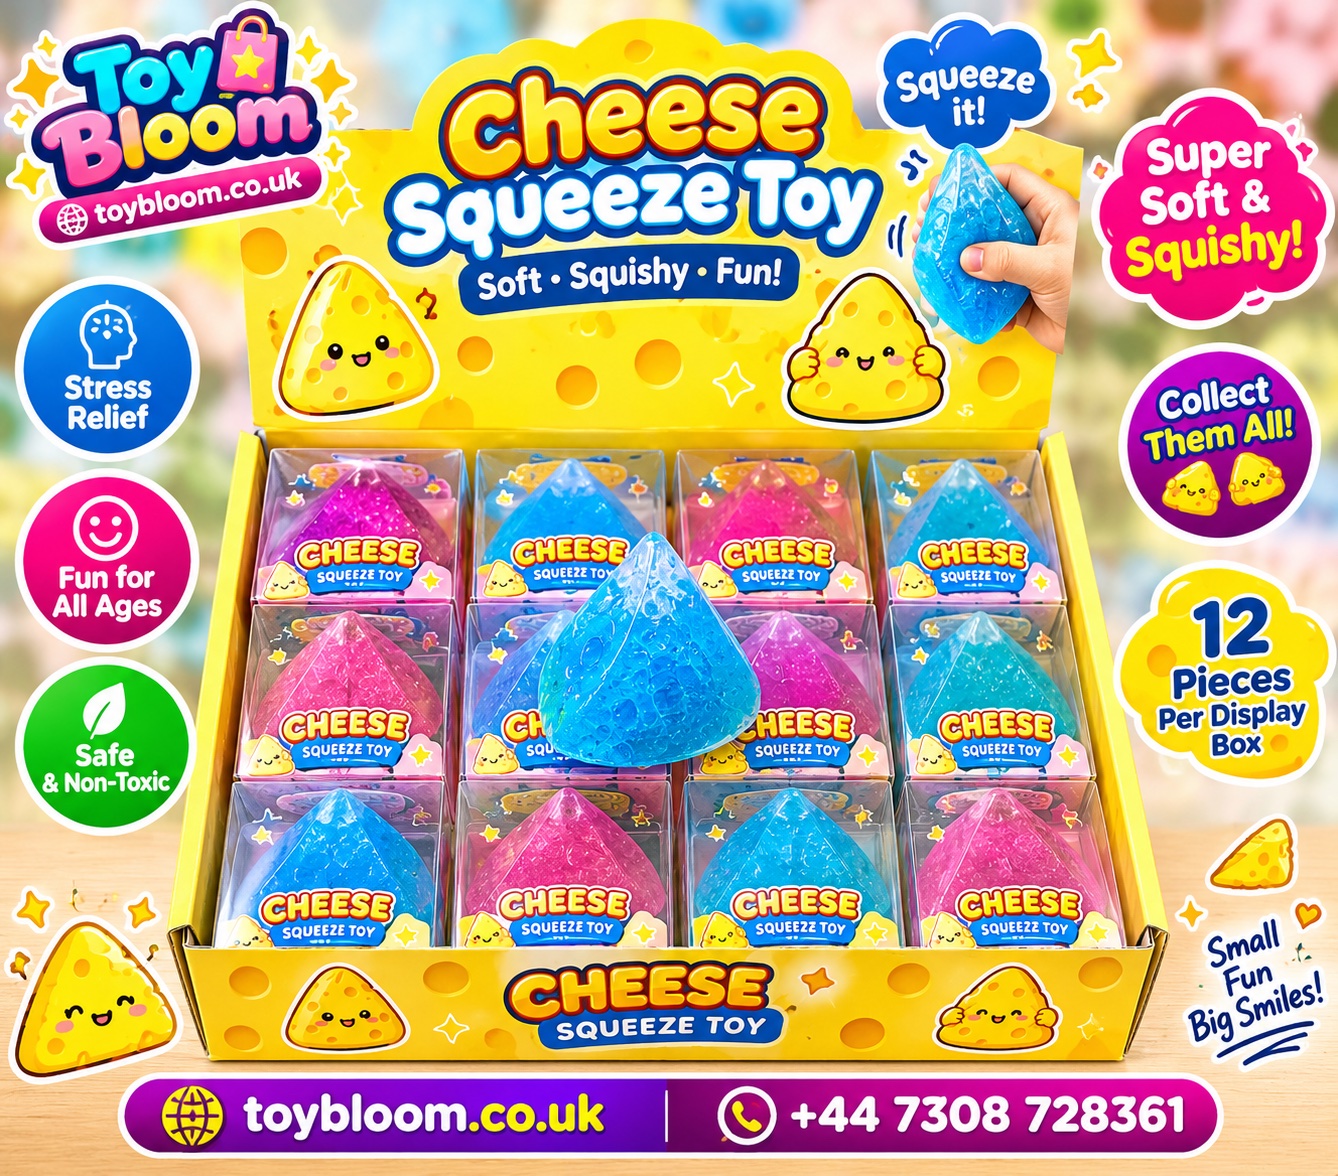 Toy
Bloom
toybloom.co.uk
Cheese
Squeeze Toy
Soft • Squishy • Fun!
Squeeze
it!
Super
Soft &
Squishy!
Stress
Relief
Collect
Them All!
Fun for
All Ages
12
Pieces
Per Display
Box
Safe
& Non-Toxic
CHEESE
SQUEEZE TOY
CHEESE
SQUEEZE TOY
CHEESE
SQUEEZE TOY
CHEESE
SQUEEZE TOY
CHEESE
SQUEEZE TOY
CHEESE
SQUEEZE TOY
CHEESE
SQUEEZE TOY
CHEESE
SQUEEZE TOY
CHEESE
SQUEEZE TOY
CHEESE
SQUEEZE TOY
CHEESE
SQUEEZE TOY
CHEESE
SQUEEZE TOY
Small
Fun
Big Smiles!
toybloom.co.uk
+44 7308 728361